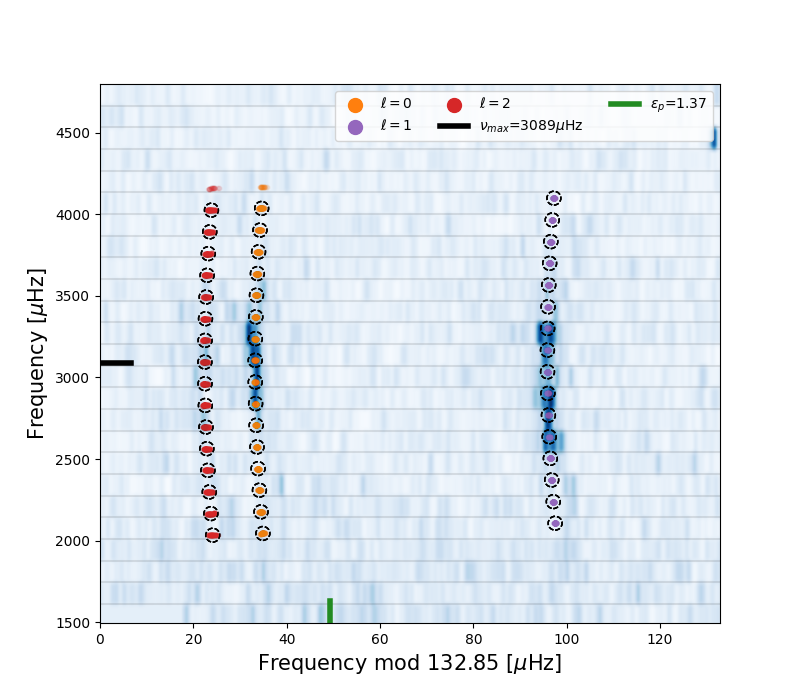 ℓ=0 ℓ=2 εp=1.37
ℓ=1 νmax=3089μHz
4500
4000
3500
3000
2500
2000
1500
Frequency [μHz]
0 20 40 60 80 100 120
Frequency mod 132.85 [μHz]